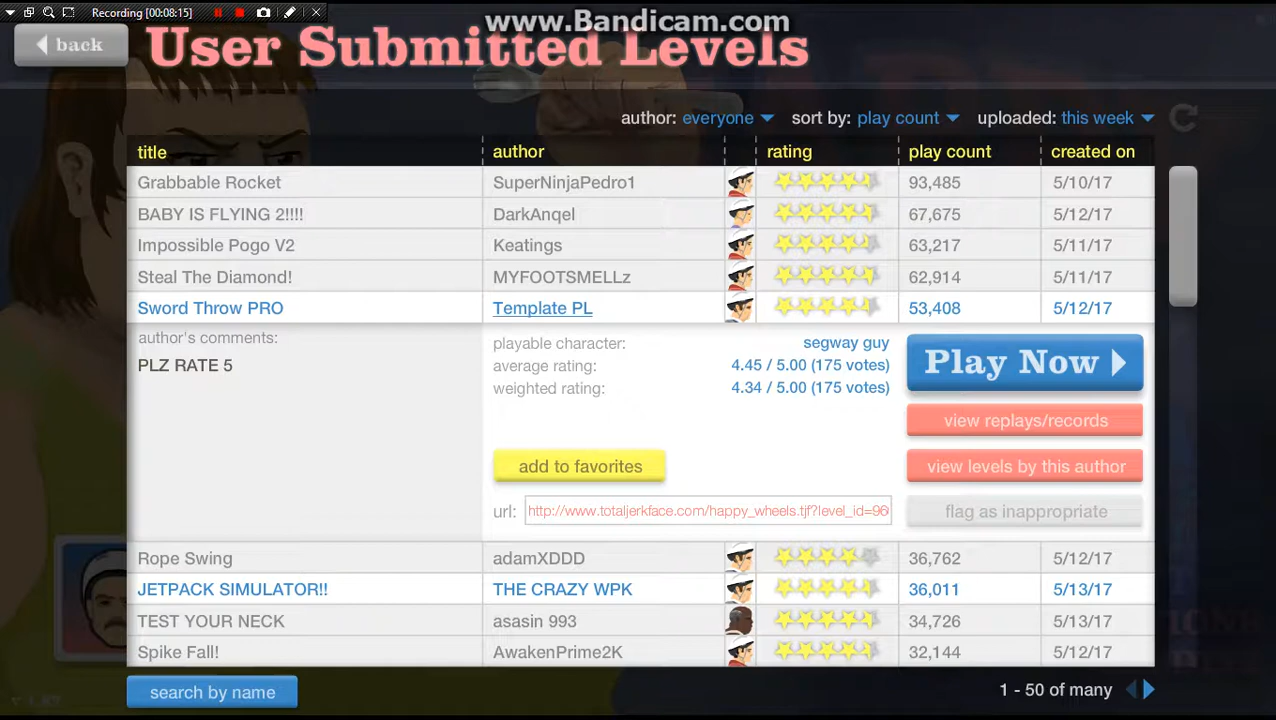 Recording [00:08:15]
www.Bandicam.com
back
User Submitted Levels
author: everyone sort by: play count uploaded: this week
title author rating play count created on
Grabbable Rocket SuperNinjaPedro1 93,485 5/10/17
BABY IS FLYING 2!!!! DarkAnqel 67,675 5/12/17
Impossible Pogo V2 Keatings 63,217 5/11/17
Steal The Diamond! MYFOOTSMELLz 62,914 5/11/17
Sword Throw PRO Template PL 53,408 5/12/17
author's comments:
PLZ RATE 5
playable character: segway guy
average rating: 4.45 / 5.00 (175 votes)
weighted rating: 4.34 / 5.00 (175 votes)
Play Now
view replays/records
add to favorites
view levels by this author
url: http://www.totaljerkface.com/happy_wheels.tjf?level_id=96
flag as inappropriate
Rope Swing adamXDDD 36,762 5/12/17
JETPACK SIMULATOR!! THE CRAZY WPK 36,011 5/13/17
TEST YOUR NECK asasin 993 34,726 5/13/17
Spike Fall! AwakenPrime2K 32,144 5/12/17
search by name
1 - 50 of many